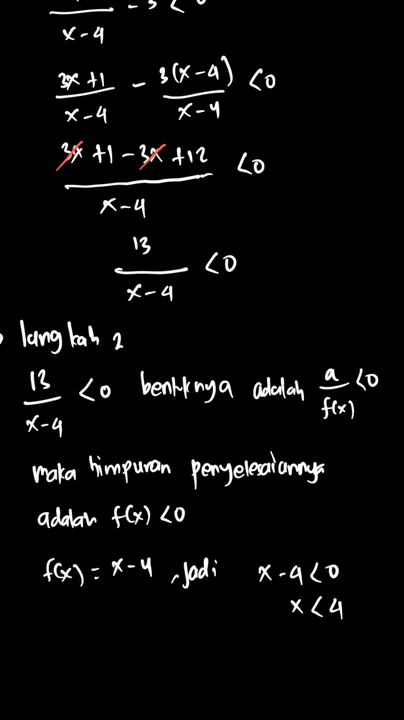 x-4
3x+1 / x-4 - 3(x-4) / x-4 <0
3x+1-3x+12 / x-4 <0
13 / x-4 <0
langkah 2
13 / x-4 <0 bentuknya adalah a / f(x) <0
maka himpunan penyelesaiannya
adalah f(x) <0
f(x) = x-4 , Jadi x-4<0
x<4